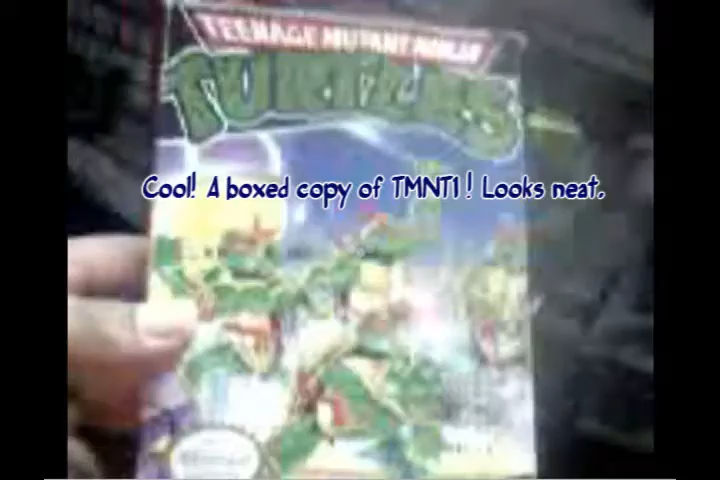 TEENAGE MUTANT NINJA
TURTLES
Cool! A boxed copy of TMNT1! Looks neat.